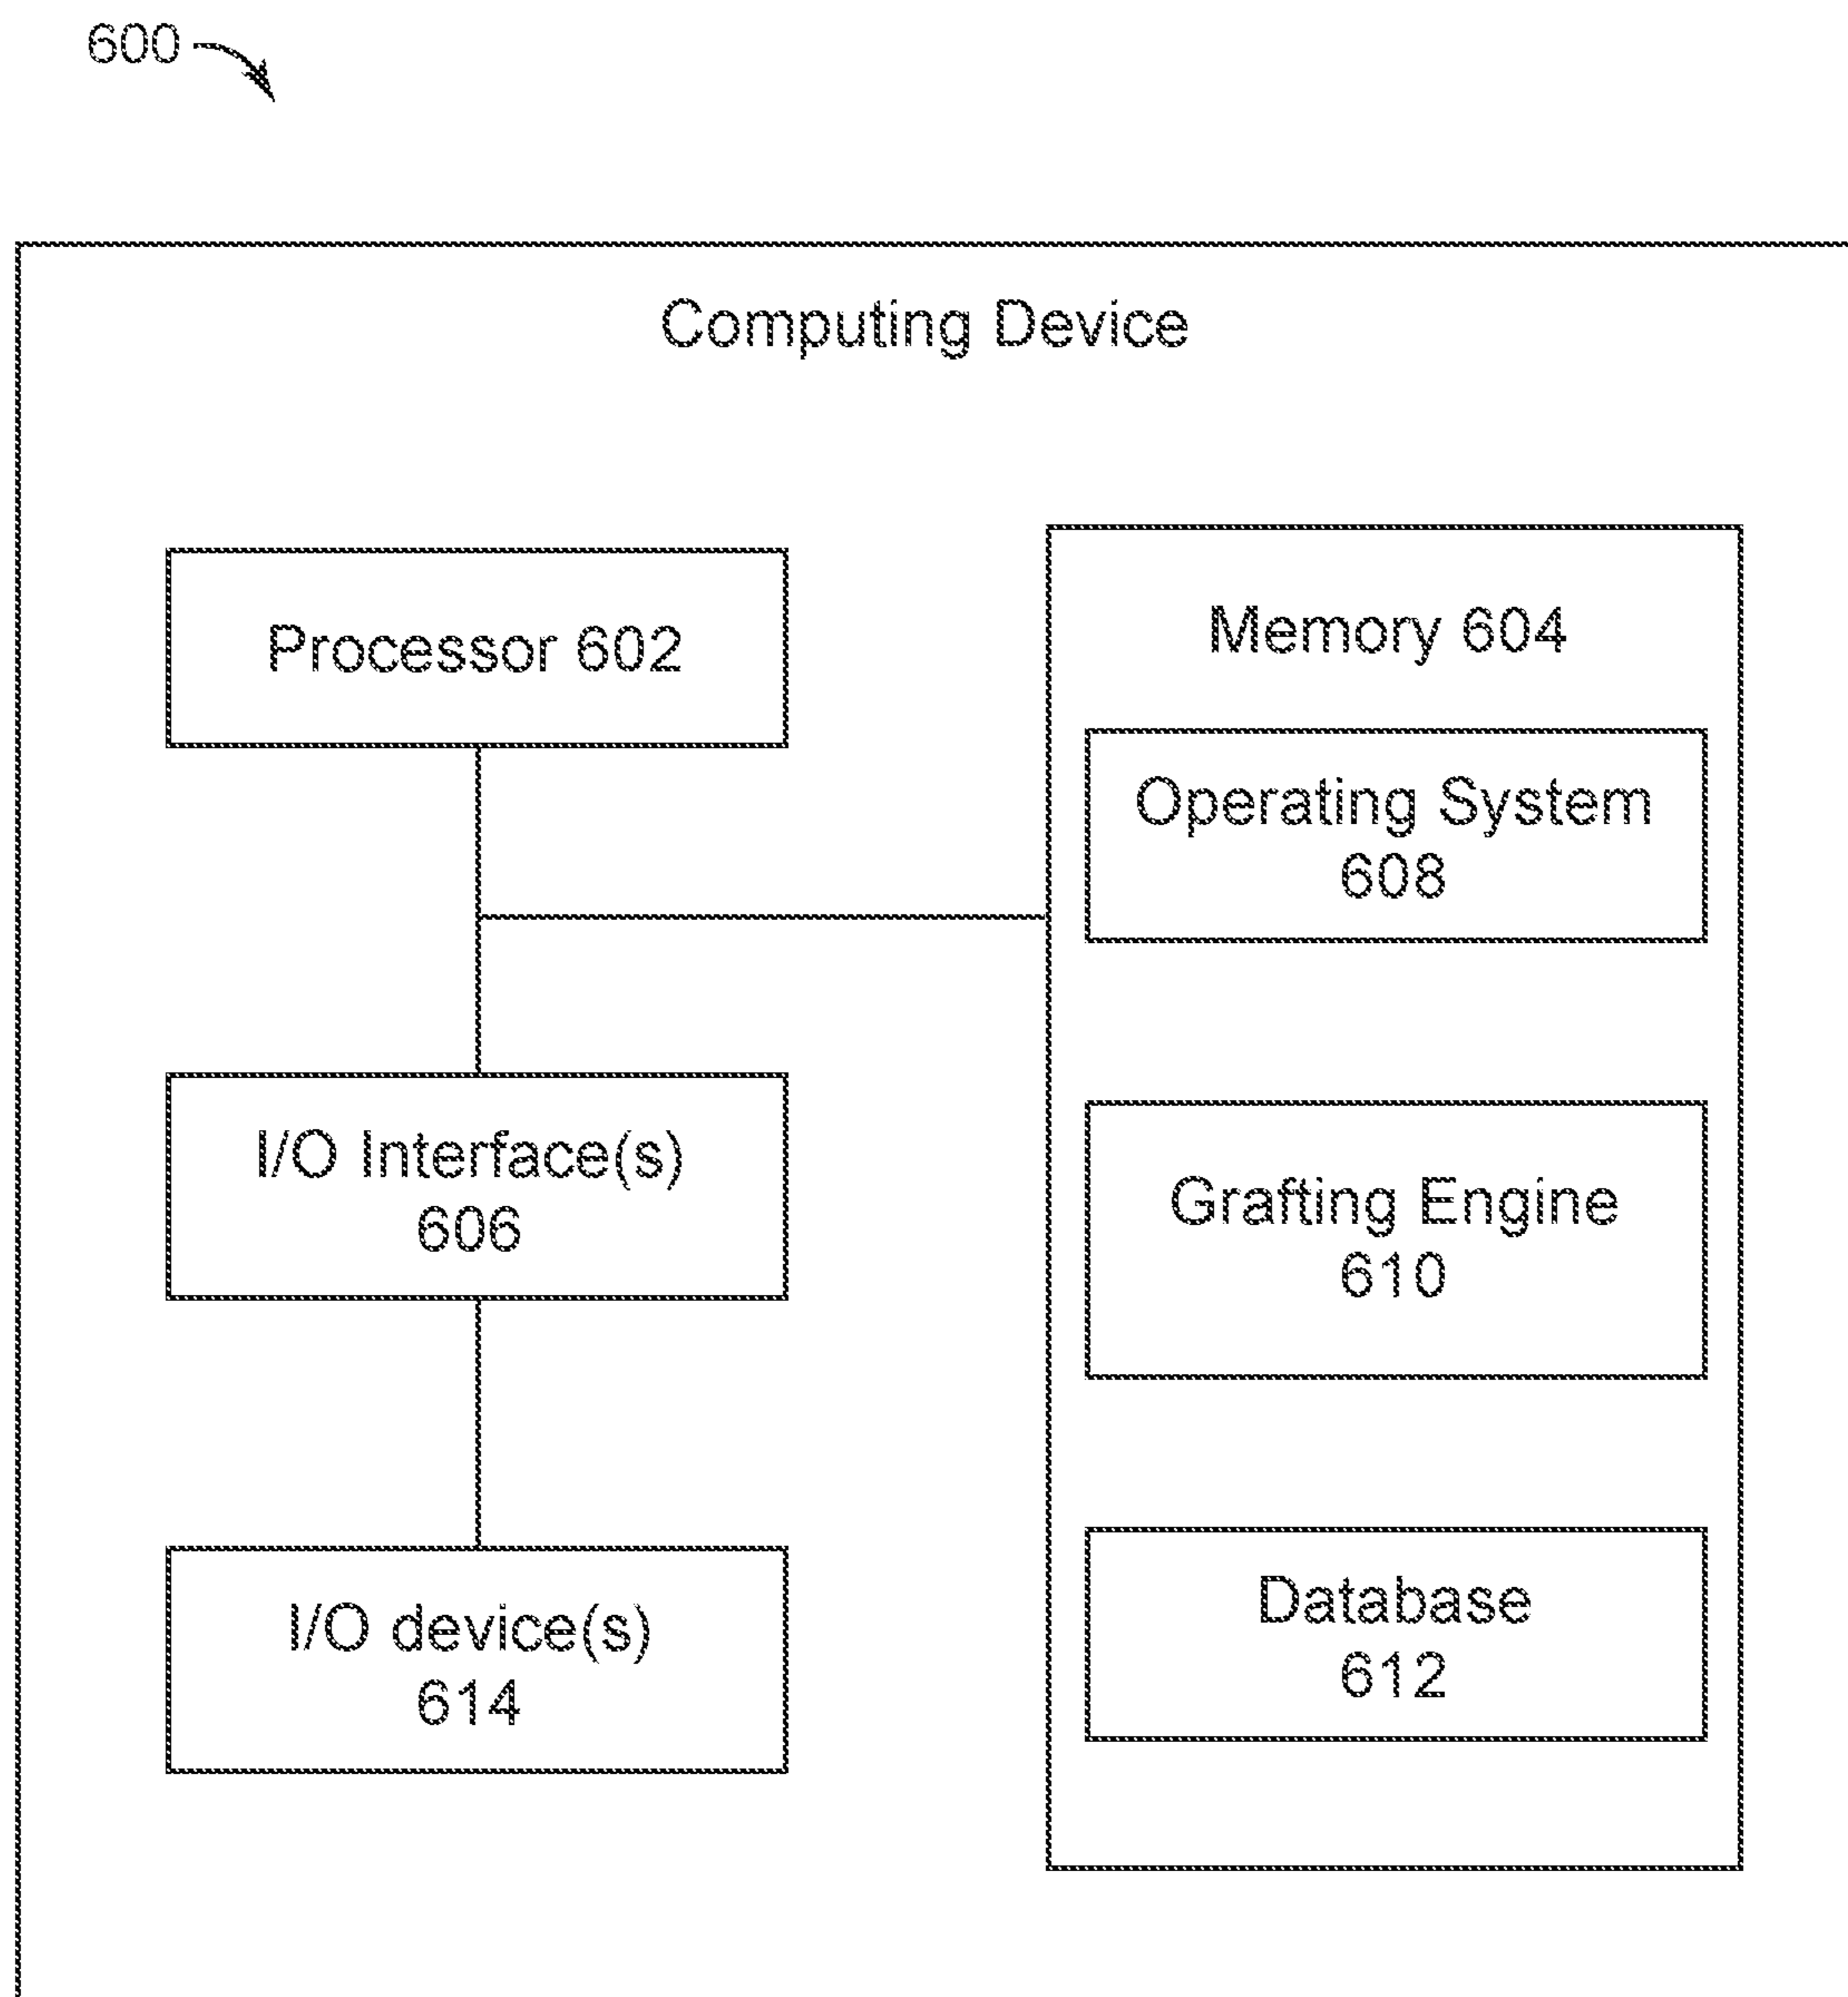 600
Computing Device
Processor 602
Memory 604
Operating System
608
I/O Interface(s)
606
Grafting Engine
610
I/O device(s)
614
Database
612